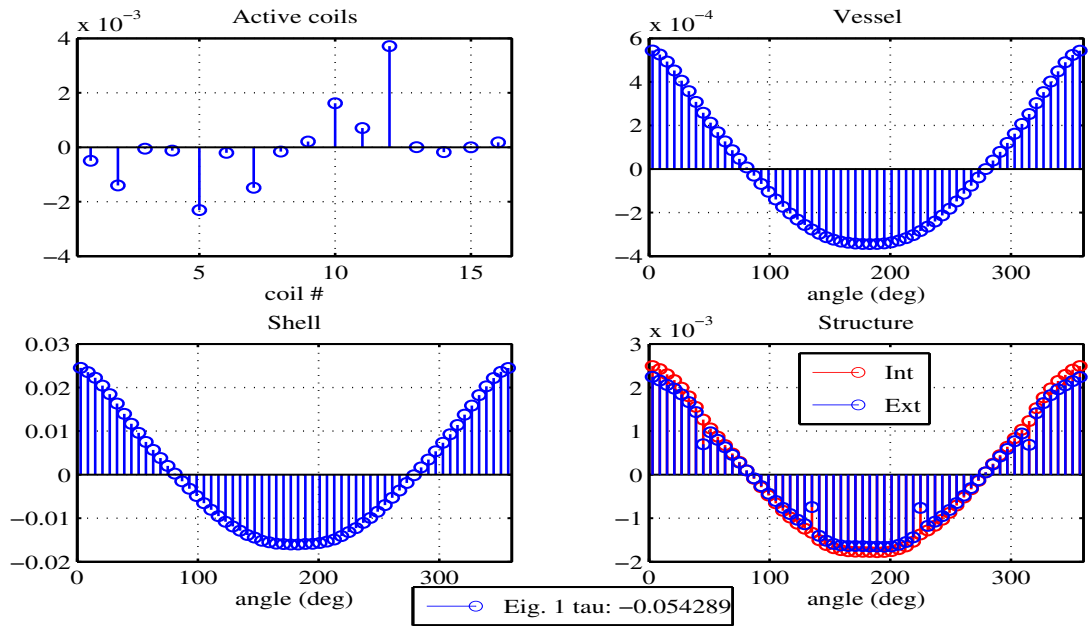 Active coils
x 10−3
4
2
0
−2
−4
5
10
15
coil #
Vessel
x 10−4
6
4
2
0
−2
−4
0
100
200
300
angle (deg)
Shell
0.03
0.02
0.01
0
−0.01
−0.02
0
100
200
300
angle (deg)
Structure
x 10−3
3
2
1
0
−1
−2
0
100
200
300
angle (deg)
Int
Ext
Eig. 1 tau: −0.054289